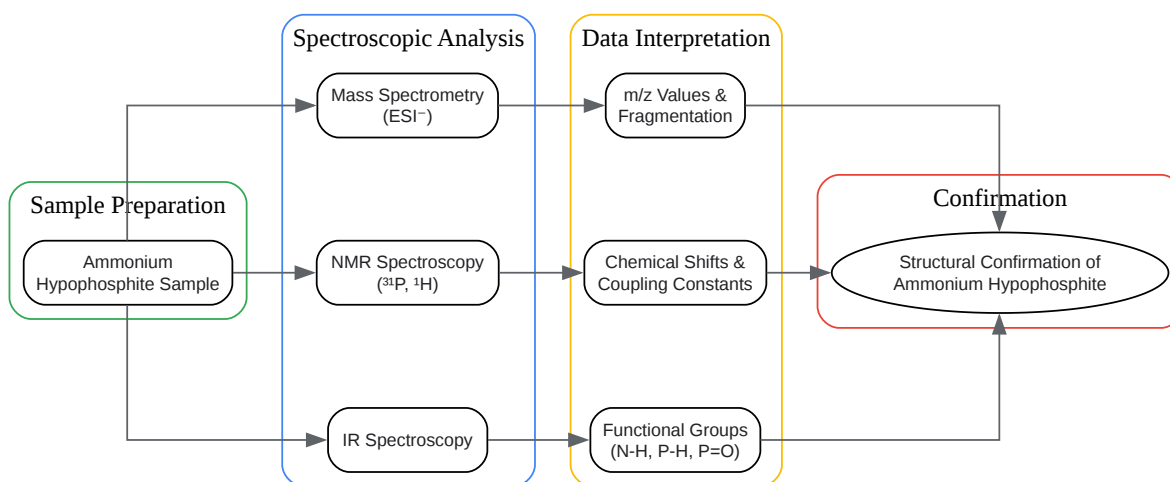 Sample Preparation
Ammonium
Hypophosphite Sample
Spectroscopic Analysis
Mass Spectrometry
(ESI⁻)
NMR Spectroscopy
(³¹P, ¹H)
IR Spectroscopy
Data Interpretation
m/z Values &
Fragmentation
Chemical Shifts &
Coupling Constants
Functional Groups
(N-H, P-H, P=O)
Confirmation
Structural Confirmation of
Ammonium Hypophosphite